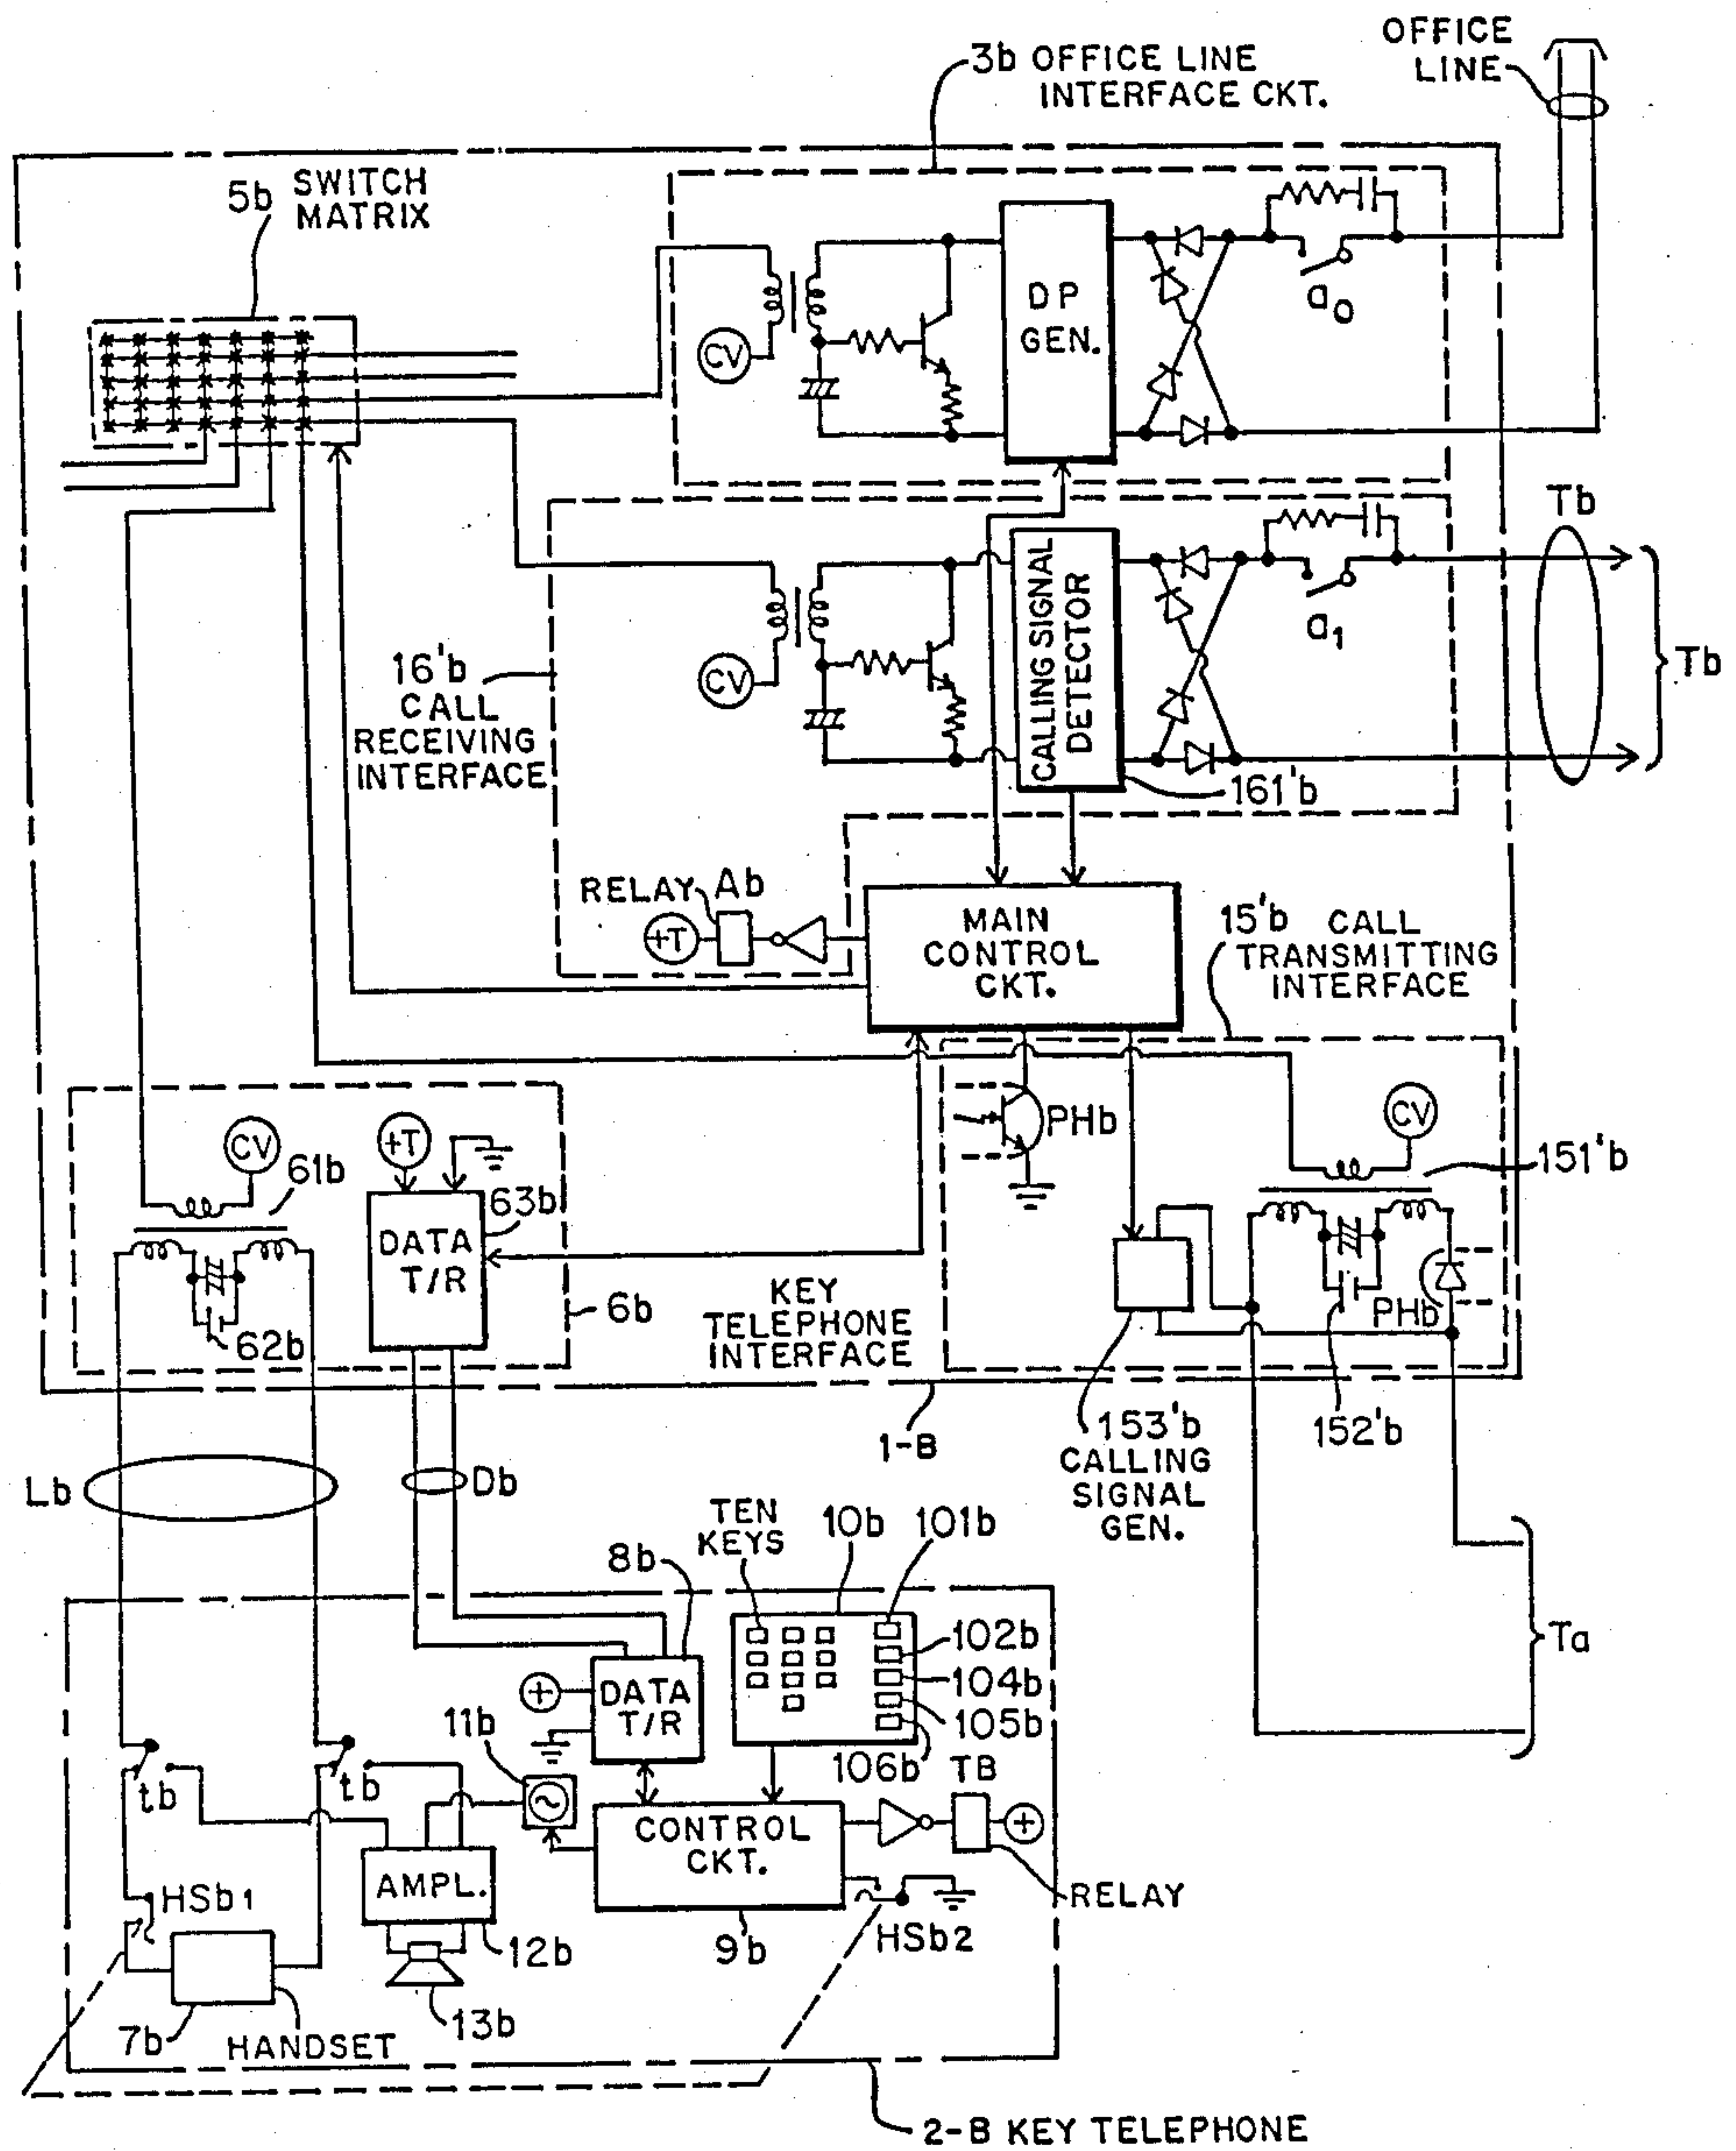 OFFICE
LINE
3b OFFICE LINE
INTERFACE CKT.
5b SWITCH
MATRIX
DP
GEN.
CV
a0
Tb
CALLING SIGNAL
DETECTOR
a1
Tb
CV
16'b
CALL
RECEIVING
INTERFACE
161'b
RELAY Ab
+T
MAIN
CONTROL
CKT.
15'b CALL
TRANSMITTING
INTERFACE
PHb
CV
151'b
CV
61b
+T
63b
DATA
T/R
62b
6b
KEY
TELEPHONE
INTERFACE
PHb
1-B
153'b
CALLING
SIGNAL
GEN.
152'b
Lb
Db
TEN
KEYS
10b
101b
8b
102b
104b
105b
106b
Ta
+
DATA
T/R
11b
TB
tb
tb
CONTROL
CKT.
+
AMPL.
HSb1
RELAY
12b
9b
HSb2
13b
7b
HANDSET
2-B KEY TELEPHONE